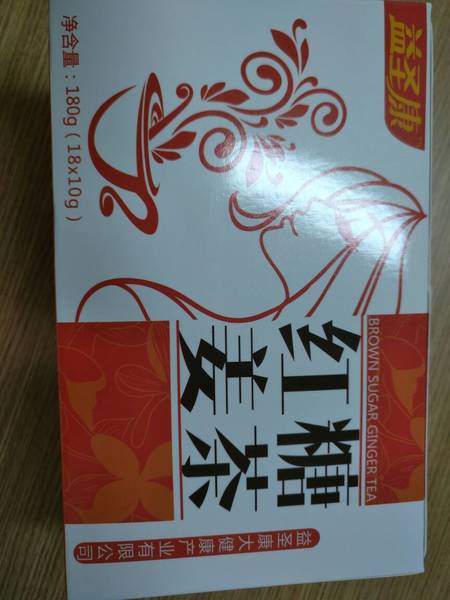 益圣康
BROWN SUGAR GINGER TEA
红糖
姜茶
益圣康大健康产业有限公司
净含量：180g（18x10g）